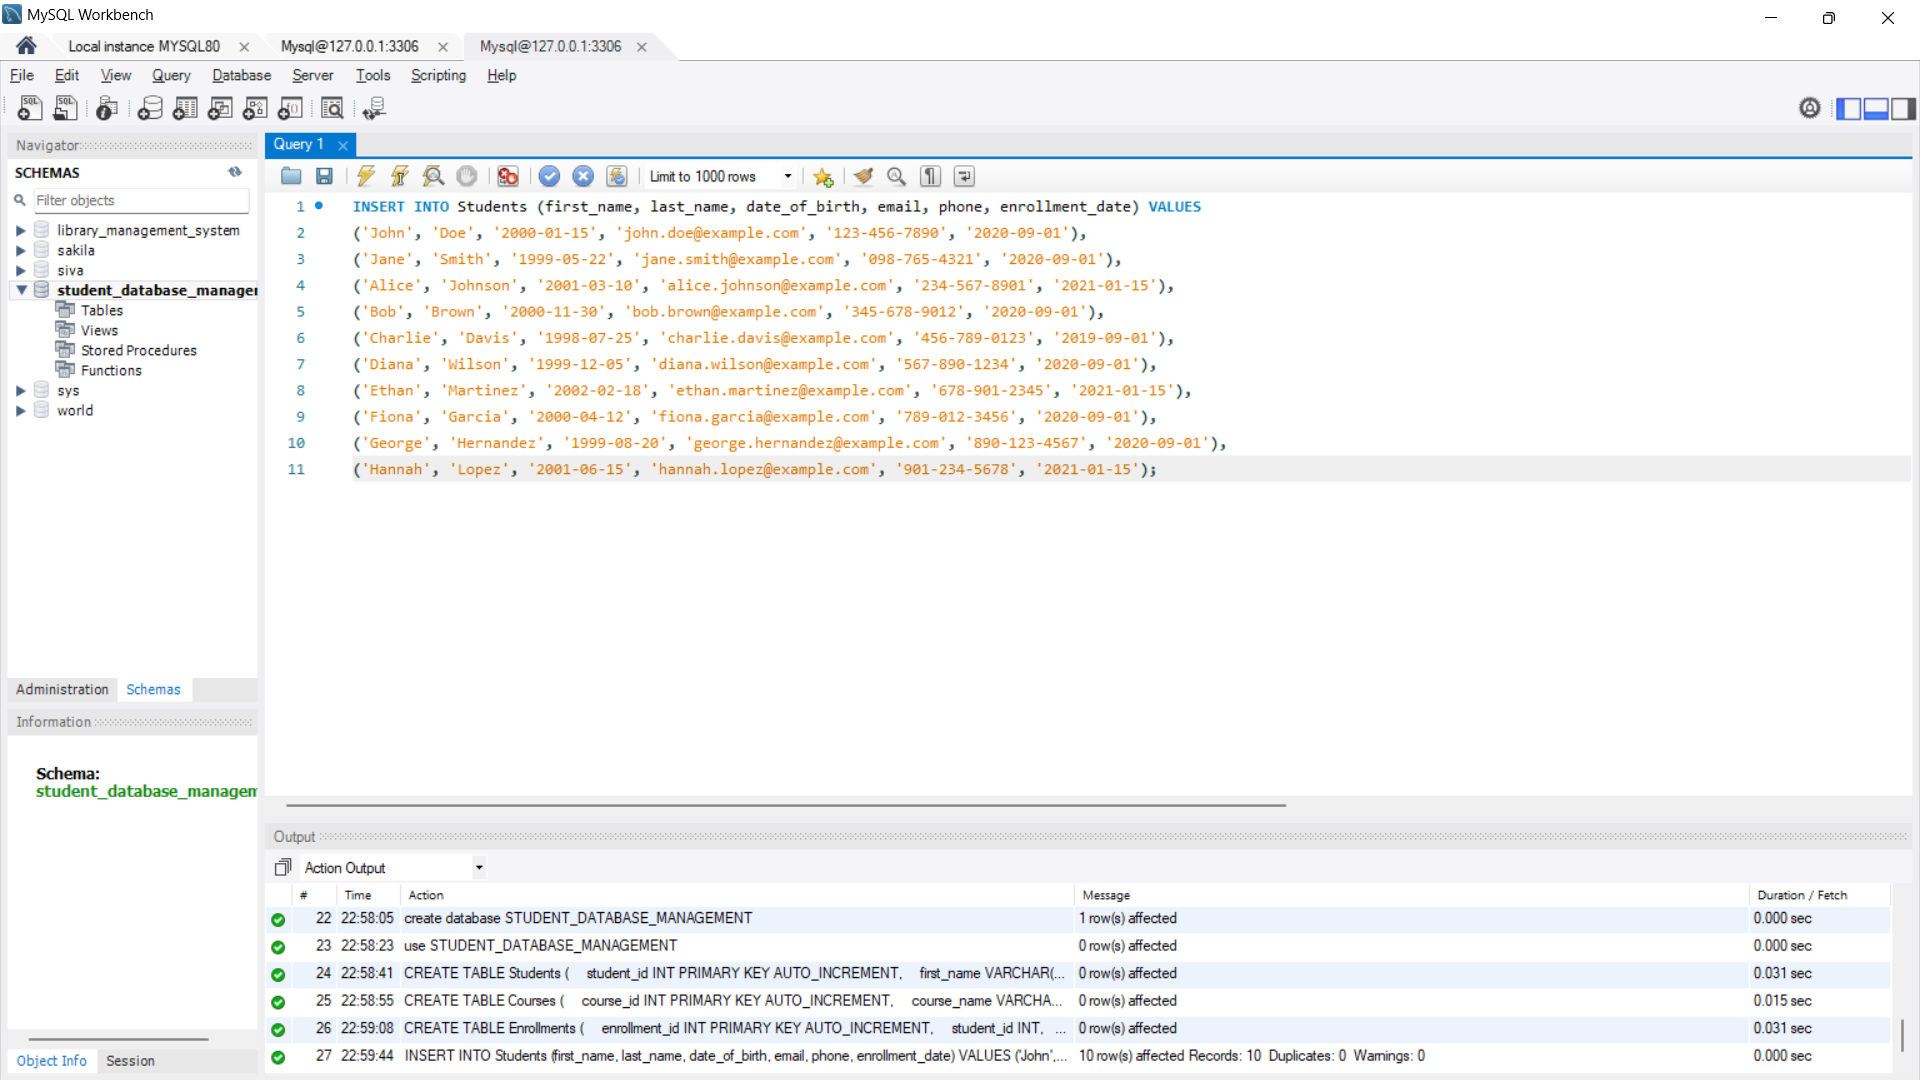 MySQL Workbench
Local instance MYSQL80
Mysql@127.0.0.1:3306
Mysql@127.0.0.1:3306
File Edit View Query Database Server Tools Scripting Help
Navigator
SCHEMAS
Filter objects
library_management_system
sakila
siva
student_database_manager
Tables
Views
Stored Procedures
Functions
sys
world
Administration Schemas
Information
Schema:
student_database_managem
Object Info Session
Query 1
Limit to 1000 rows
1 INSERT INTO Students (first_name, last_name, date_of_birth, email, phone, enrollment_date) VALUES
2 ('John', 'Doe', '2000-01-15', 'john.doe@example.com', '123-456-7890', '2020-09-01'),
3 ('Jane', 'Smith', '1999-05-22', 'jane.smith@example.com', '098-765-4321', '2020-09-01'),
4 ('Alice', 'Johnson', '2001-03-10', 'alice.johnson@example.com', '234-567-8901', '2021-01-15'),
5 ('Bob', 'Brown', '2000-11-30', 'bob.brown@example.com', '345-678-9012', '2020-09-01'),
6 ('Charlie', 'Davis', '1998-07-25', 'charlie.davis@example.com', '456-789-0123', '2019-09-01'),
7 ('Diana', 'Wilson', '1999-12-05', 'diana.wilson@example.com', '567-890-1234', '2020-09-01'),
8 ('Ethan', 'Martinez', '2002-02-18', 'ethan.martinez@example.com', '678-901-2345', '2021-01-15'),
9 ('Fiona', 'Garcia', '2000-04-12', 'fiona.garcia@example.com', '789-012-3456', '2020-09-01'),
10 ('George', 'Hernandez', '1999-08-20', 'george.hernandez@example.com', '890-123-4567', '2020-09-01'),
11 ('Hannah', 'Lopez', '2001-06-15', 'hannah.lopez@example.com', '901-234-5678', '2021-01-15');
Output
Action Output
# Time Action Message Duration / Fetch
22 22:58:05 create database STUDENT_DATABASE_MANAGEMENT 1 row(s) affected 0.000 sec
23 22:58:23 use STUDENT_DATABASE_MANAGEMENT 0 row(s) affected 0.000 sec
24 22:58:41 CREATE TABLE Students ( student_id INT PRIMARY KEY AUTO_INCREMENT, first_name VARCHAR(... 0 row(s) affected 0.031 sec
25 22:58:55 CREATE TABLE Courses ( course_id INT PRIMARY KEY AUTO_INCREMENT, course_name VARCHA... 0 row(s) affected 0.015 sec
26 22:59:08 CREATE TABLE Enrollments ( enrollment_id INT PRIMARY KEY AUTO_INCREMENT, student_id INT, ... 0 row(s) affected 0.031 sec
27 22:59:44 INSERT INTO Students (first_name, last_name, date_of_birth, email, phone, enrollment_date) VALUES ('John',... 10 row(s) affected Records: 10 Duplicates: 0 Warnings: 0 0.000 sec